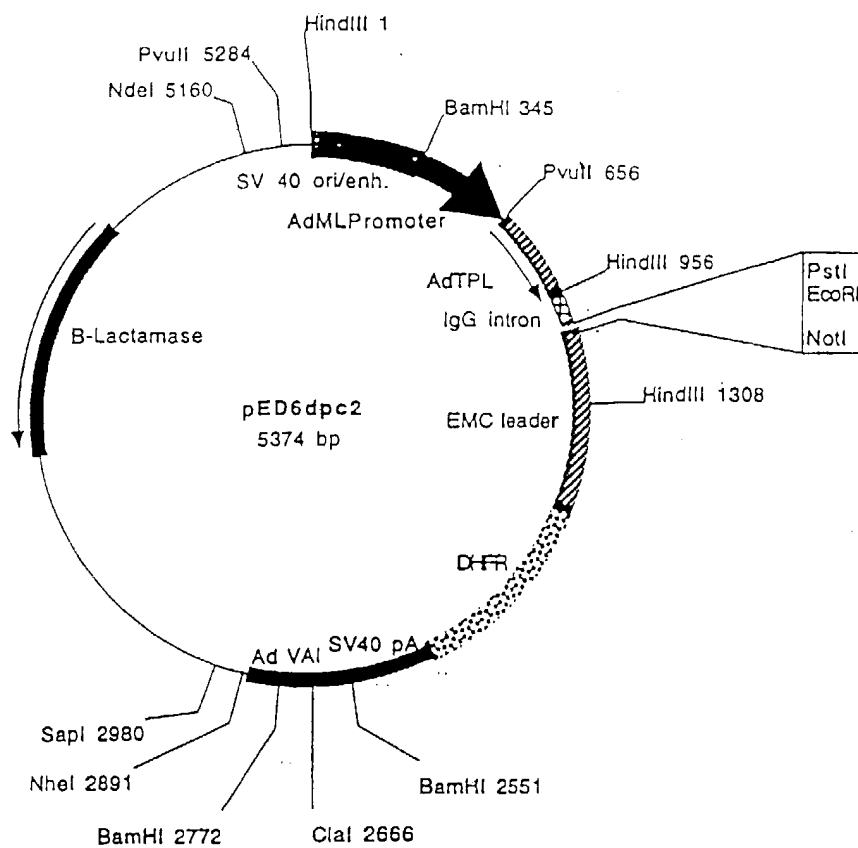 HindIII 1
PvuII 5284
NdeI 5160
BamHI 345
SV 40 ori/enh.
PvuII 656
AdMLPromoter
HindIII 956
AdTPL
PstI
EcoRI
IgG intron
NotI
B-Lactamase
pED6dpc2
5374 bp
HindIII 1308
EMC leader
DHFR
SV40 pA
Ad VAI
SapI 2980
NheI 2891
BamHI 2551
BamHI 2772
ClaI 2666